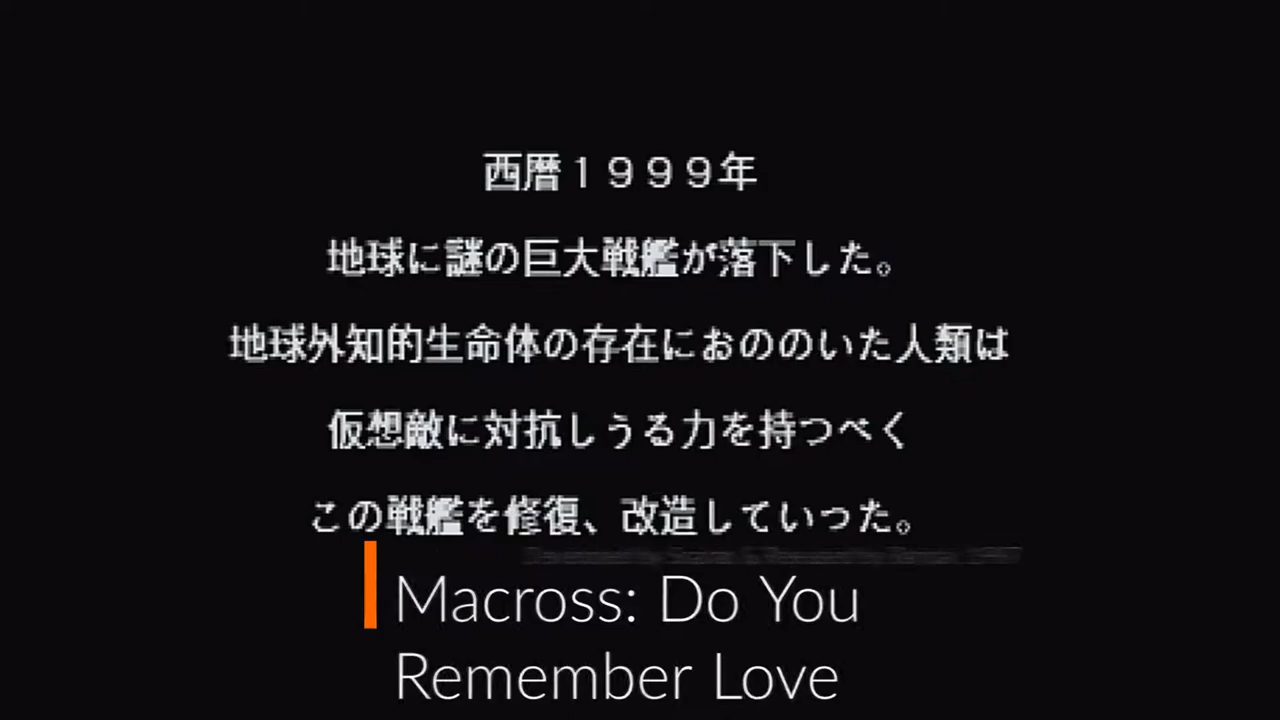 西暦１９９９年
地球に謎の巨大戦艦が落下した。
地球外知的生命体の存在におののいた人類は
仮想敵に対抗しうる力を持つべく
この戦艦を修復、改造していった。
Macross: Do You
Remember Love